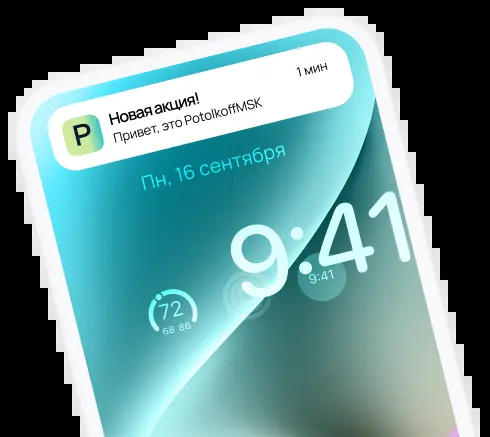 1 мин
P
Новая акция!
Привет, это PotolkoffMSK
Пн, 16 сентября
9:41
72
68 86
9:41